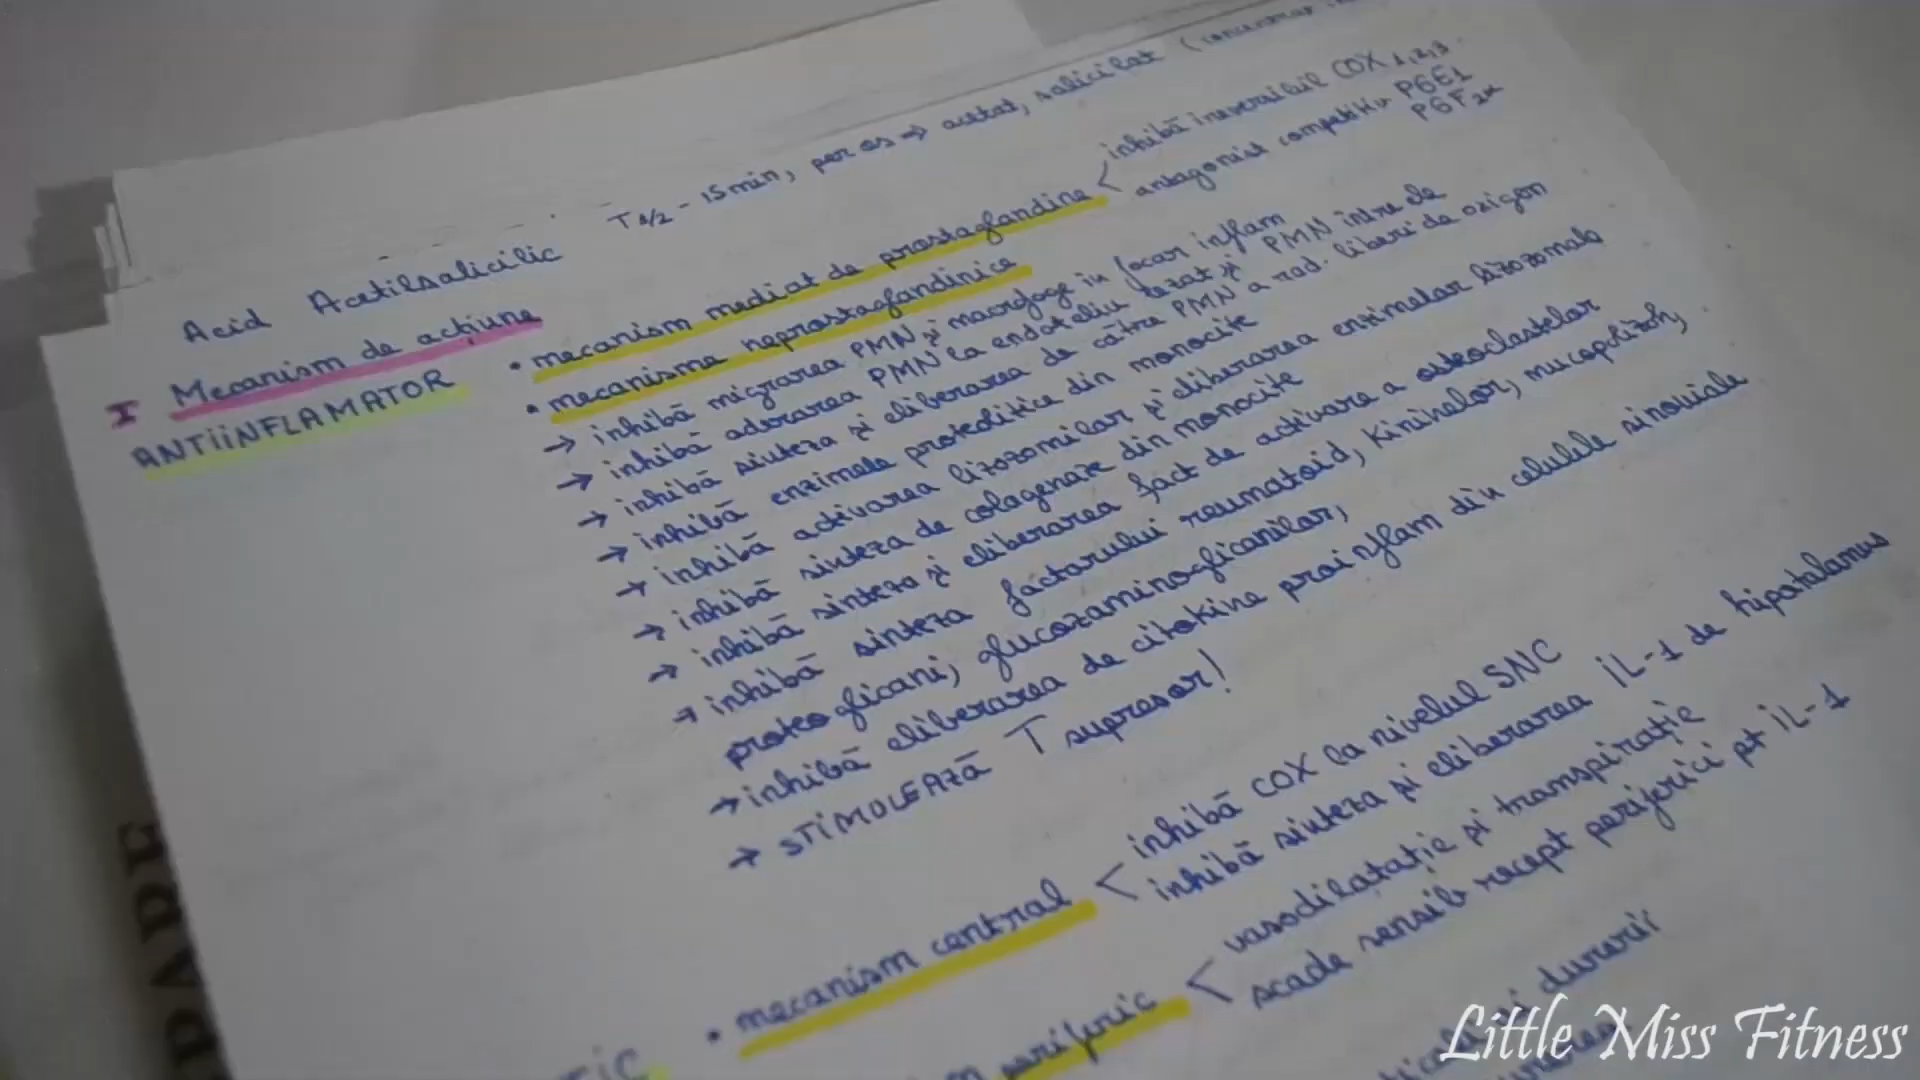 Acid Acetilsalicilic T1/2 - 15min, per os → acetat, salicilat
I Mecanism de acțiune
ANTIINFLAMATOR
• mecanism mediat de prostaglandine < inhibă ireversibil COX 1,2,3
antagonist competitiv PGE1
PGF2α
• mecanisme neprostaglandinice
→ inhibă migrarea PMN și macrofage în focar inflam
→ inhibă aderarea PMN la endoteliu lezat și PMN intre ele
→ inhibă sinteza și eliberarea de către PMN a rad. liberi de oxigen
→ inhibă enzimele proteolitice din monocite
→ inhibă activarea lizozomilor și eliberarea enzimelor lizozomale
→ inhibă sinteza de colagenaze din monocite
→ inhibă sinteza și eliberarea fact de activare a osteoclastelor
→ inhibă sinteza factorului reumatoid, kininelor, mucopolizah,
proteoglicani, glucozaminoglicanilor,
→ inhibă eliberarea de citokine proinflam din celulele sinoviale
→ STIMULEAZĂ T supresor!
• mecanism central < inhibă COX la nivelul SNC
inhibă sinteza și eliberarea IL-1 de hipotalamus
periferic < vasodilatație și transpirație
scade sensib recept periferici pt IL-1
durerii
Little Miss Fitness